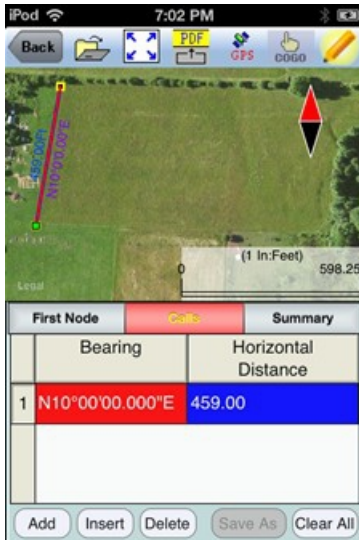 iPod 7:02 PM
Back PDF GPS COGO
459.00Ft
N10°0'0.00"E
(1 In:Feet)
0 598.25
Legal
First Node Calls Summary
Bearing Horizontal
Distance
1 N10°00'00.000"E 459.00
Add Insert Delete Save As Clear All